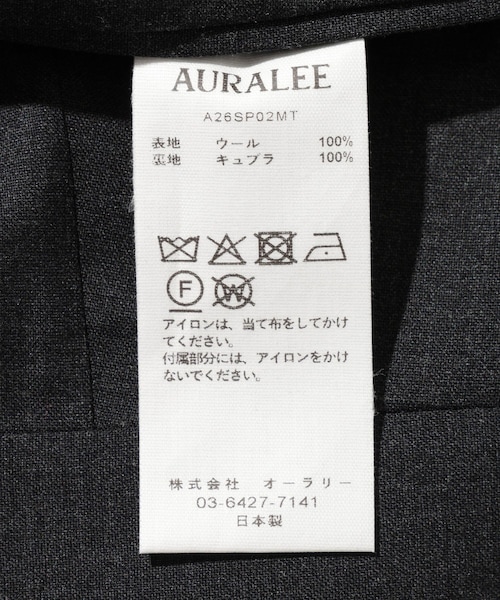 AURALEE
A26SP02MT
表地 ウール 100%
裏地 キュプラ 100%
F W
アイロンは、当て布をしてかけ
てください。
付属部分には、アイロンをかけ
ないでください。
株式会社 オーラリー
03-6427-7141
日本製